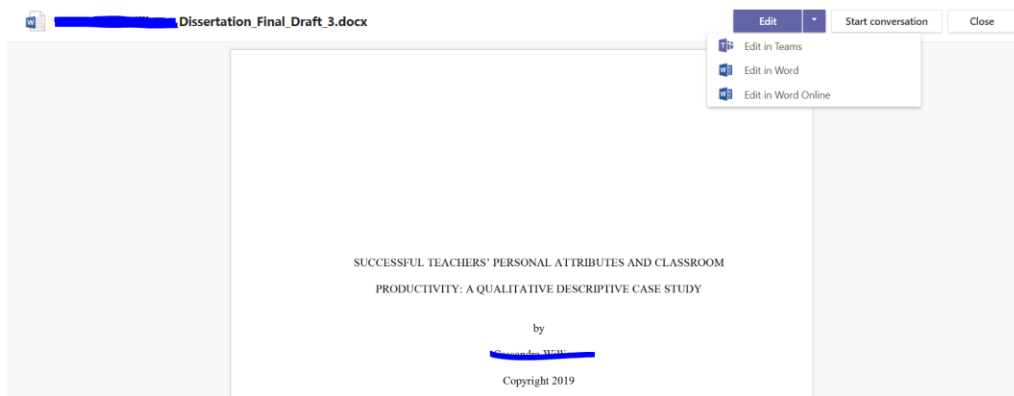 Dissertation_Final_Draft_3.docx
Edit
Start conversation
Close
Edit in Teams
Edit in Word
Edit in Word Online
SUCCESSFUL TEACHERS’ PERSONAL ATTRIBUTES AND CLASSROOM
PRODUCTIVITY: A QUALITATIVE DESCRIPTIVE CASE STUDY
by
Copyright 2019